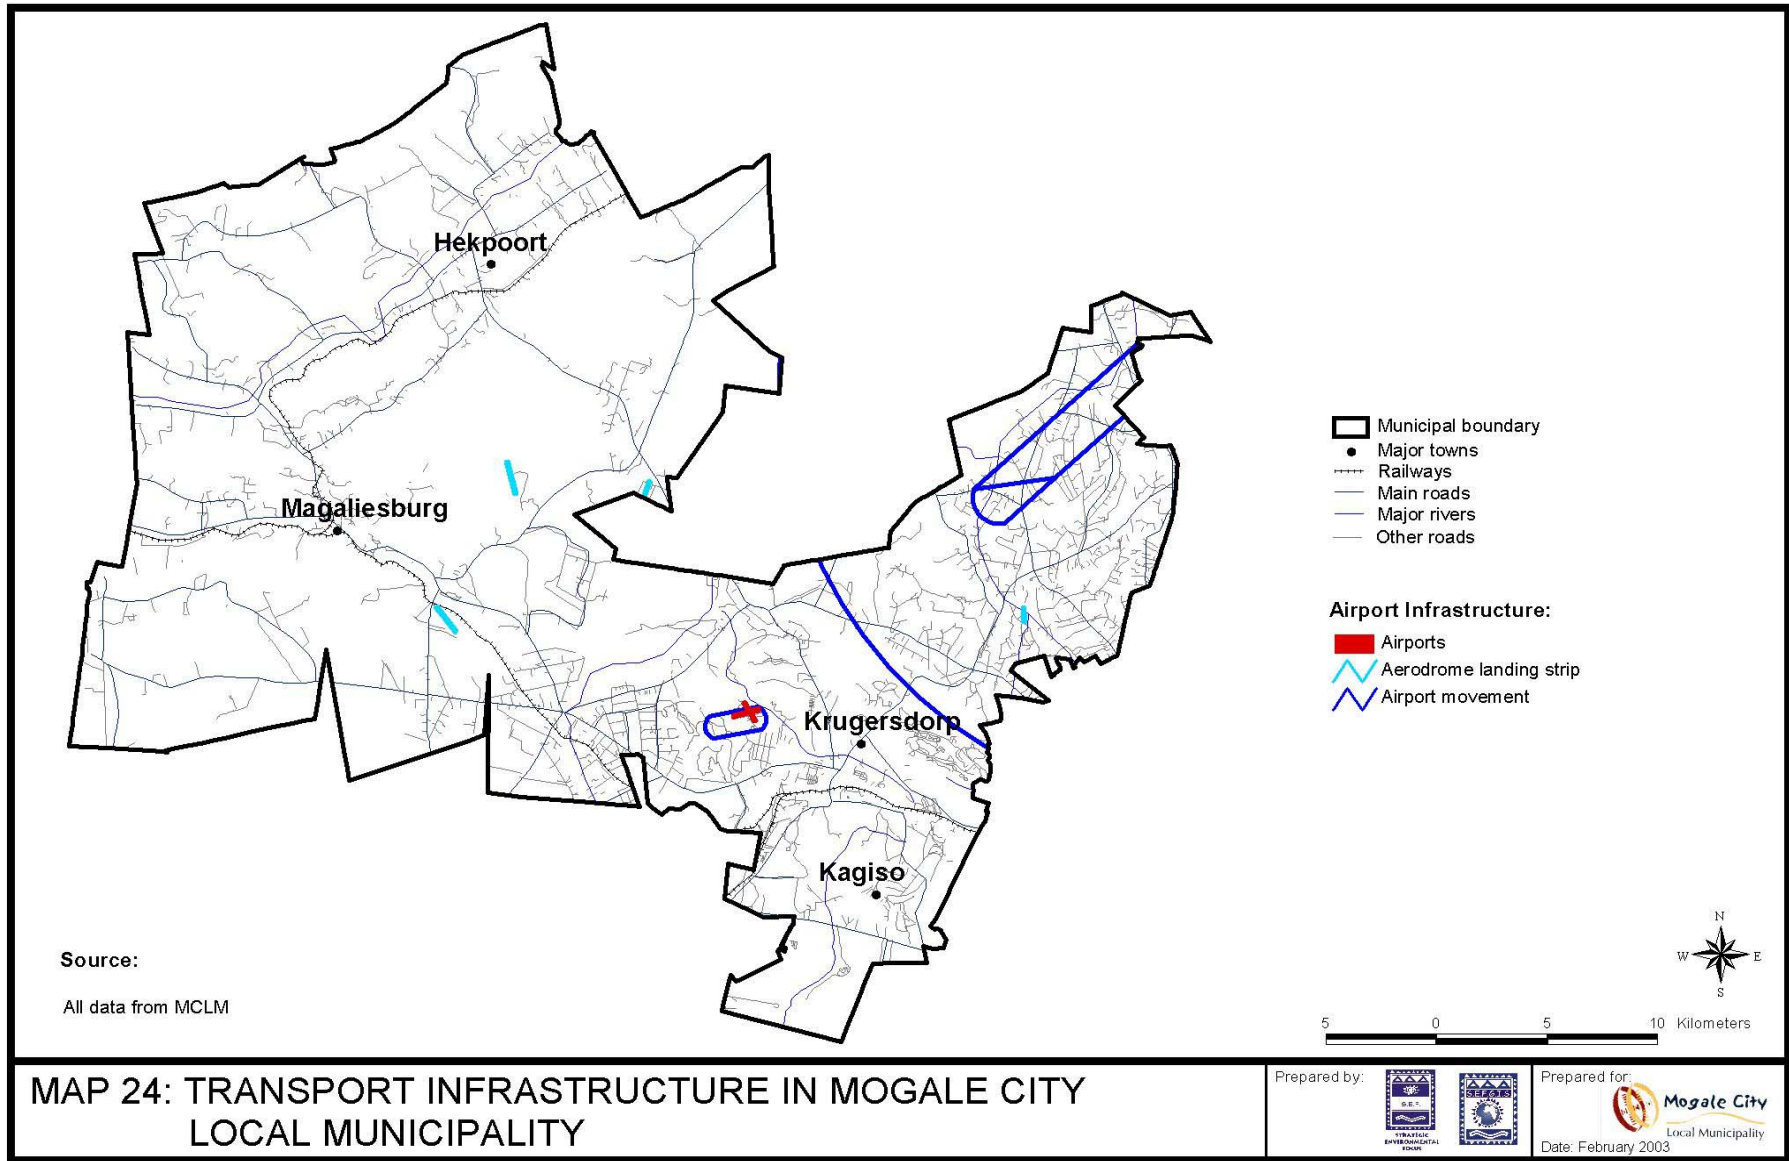 Hekpoort
Magaliesburg
Krugersdorp
Kagiso
Municipal boundary
Major towns
Railways
Main roads
Major rivers
Other roads
Airport Infrastructure:
Airports
Aerodrome landing strip
Airport movement
Source:
All data from MCLM
N
W E
S
5 0 5 10 Kilometers
MAP 24: TRANSPORT INFRASTRUCTURE IN MOGALE CITY
LOCAL MUNICIPALITY
Prepared by:
S.E.F.
STRATEGIC
ENVIRONMENTAL
S.E.F.G.I.S
Prepared for:
Mogale City
Local Municipality
Date: February 2003